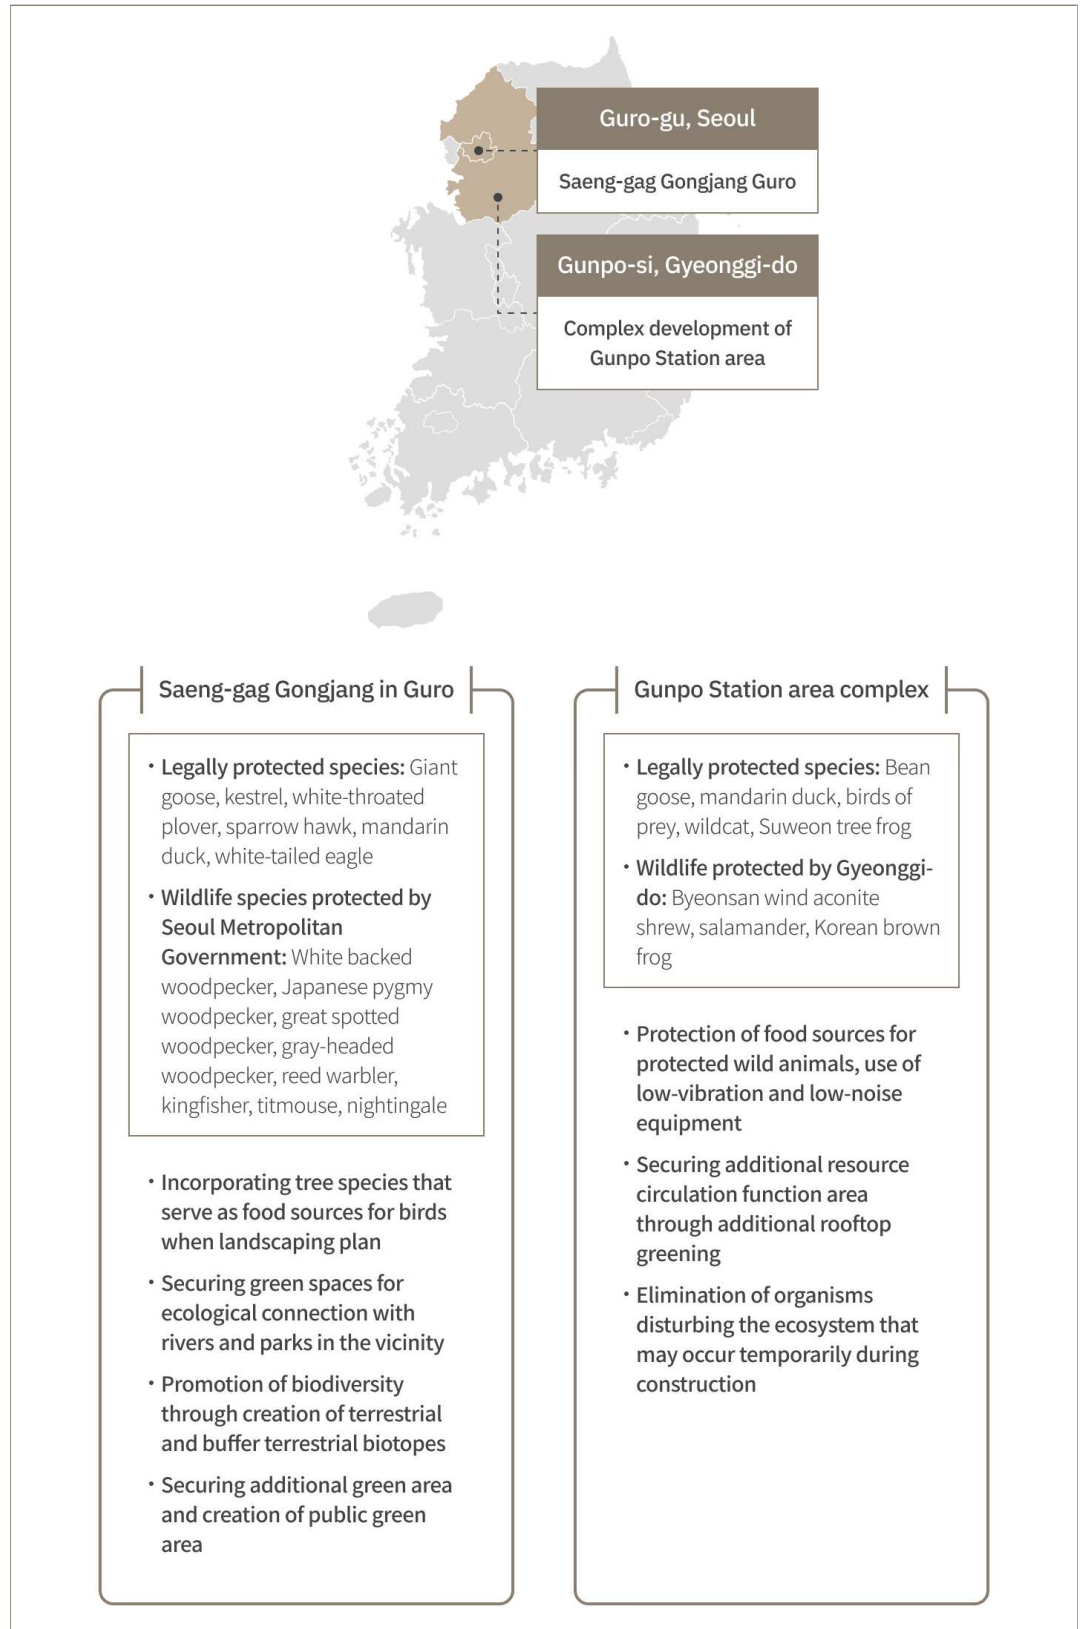 Guro-gu, Seoul
Saeng-gag Gongjang Guro
Gunpo-si, Gyeonggi-do
Complex development of
Gunpo Station area
Saeng-gag Gongjang in Guro
• Legally protected species: Giant
goose, kestrel, white-throated
plover, sparrow hawk, mandarin
duck, white-tailed eagle
• Wildlife species protected by
Seoul Metropolitan
Government: White backed
woodpecker, Japanese pygmy
woodpecker, great spotted
woodpecker, gray-headed
woodpecker, reed warbler,
kingfisher, titmouse, nightingale
• Incorporating tree species that
serve as food sources for birds
when landscaping plan
• Securing green spaces for
ecological connection with
rivers and parks in the vicinity
• Promotion of biodiversity
through creation of terrestrial
and buffer terrestrial biotopes
• Securing additional green area
and creation of public green
area
Gunpo Station area complex
• Legally protected species: Bean
goose, mandarin duck, birds of
prey, wildcat, Suweon tree frog
• Wildlife protected by Gyeonggi-
do: Byeonsan wind aconite
shrew, salamander, Korean brown
frog
• Protection of food sources for
protected wild animals, use of
low-vibration and low-noise
equipment
• Securing additional resource
circulation function area
through additional rooftop
greening
• Elimination of organisms
disturbing the ecosystem that
may occur temporarily during
construction